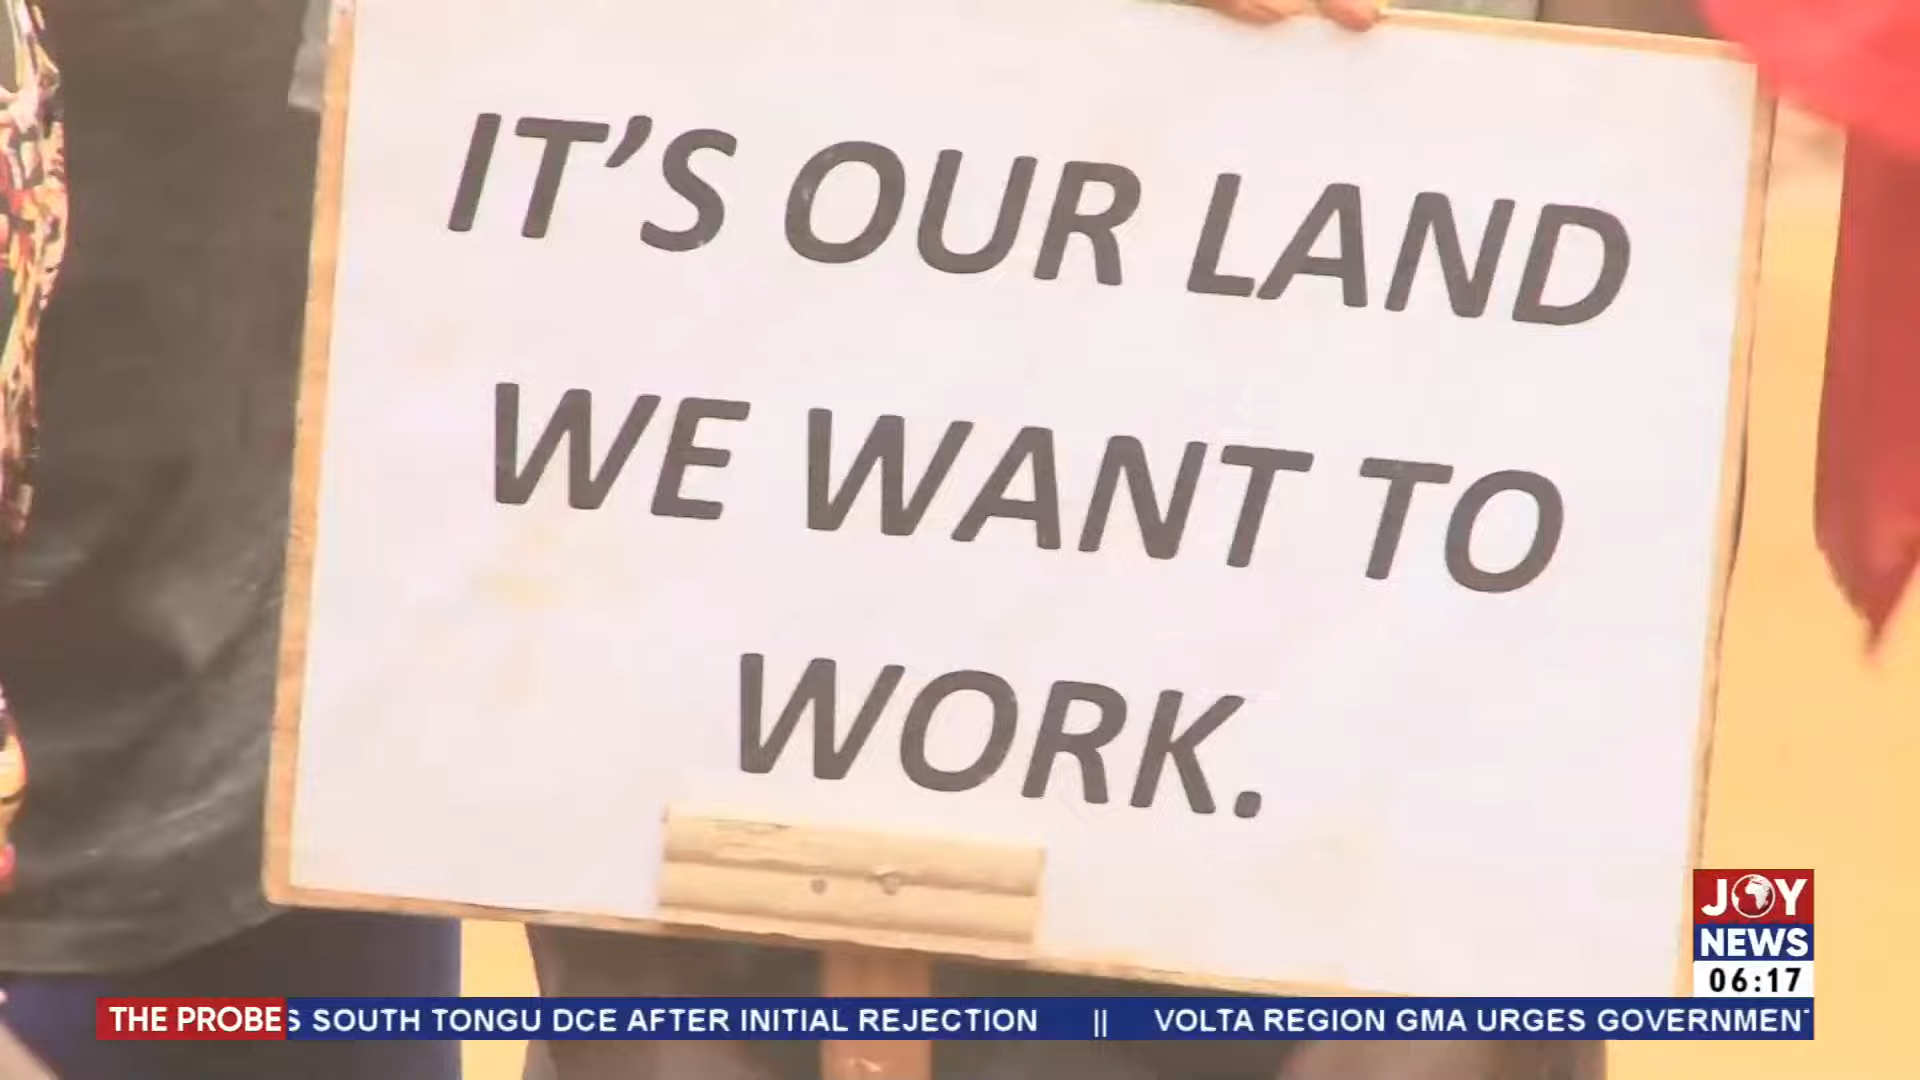 IT'S OUR LAND
WE WANT TO
WORK.
JOY
NEWS
06:17
THE PROBE
SOUTH TONGU DCE AFTER INITIAL REJECTION || VOLTA REGION GMA URGES